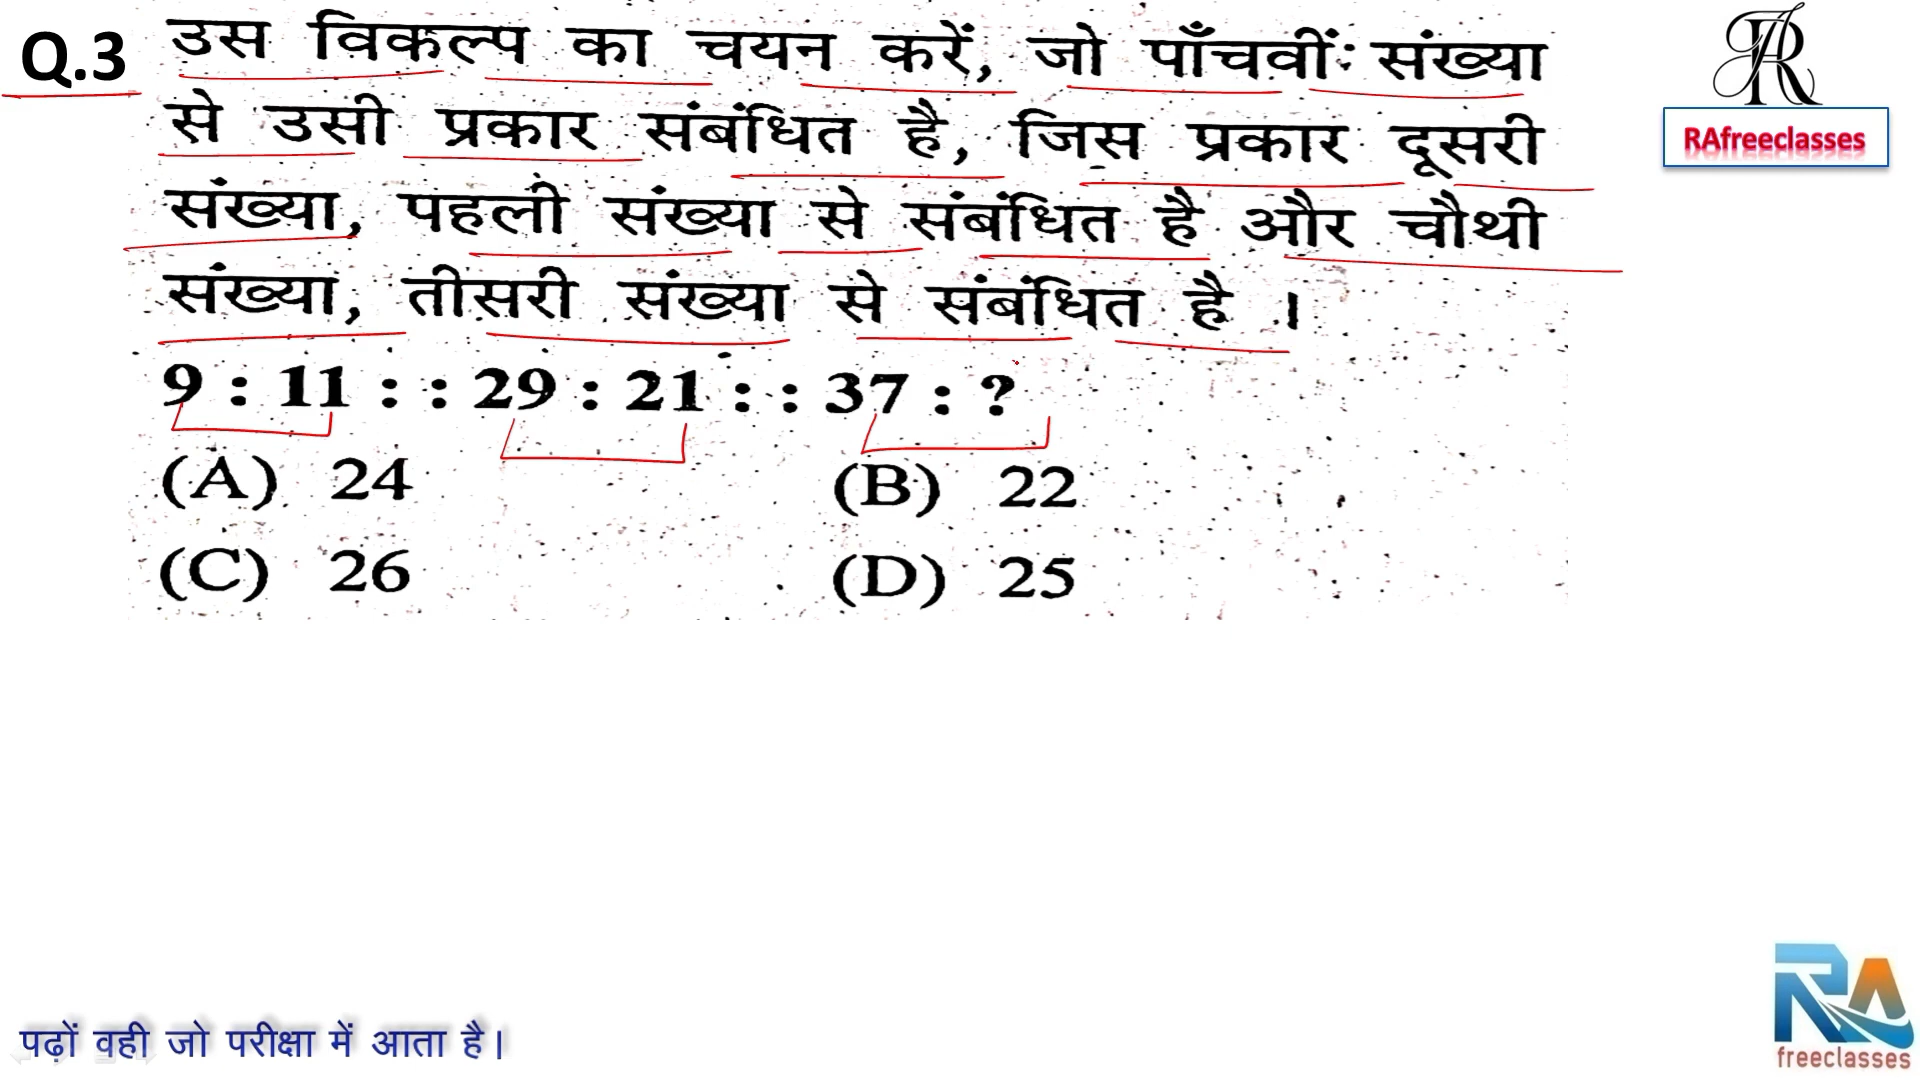 Q.3 उस विकल्प का चयन करें, जो पाँचवीं संख्या
से उसी प्रकार संबंधित है, जिस प्रकार दूसरी
संख्या, पहली संख्या से संबंधित है और चौथी
संख्या, तीसरी संख्या से संबंधित है ।
9 : 11 : : 29 : 21 : : 37 : ?
(A) 24 (B) 22
(C) 26 (D) 25
RAfreeclasses
पढ़ों वही जो परीक्षा में आता है।
RA
freeclasses